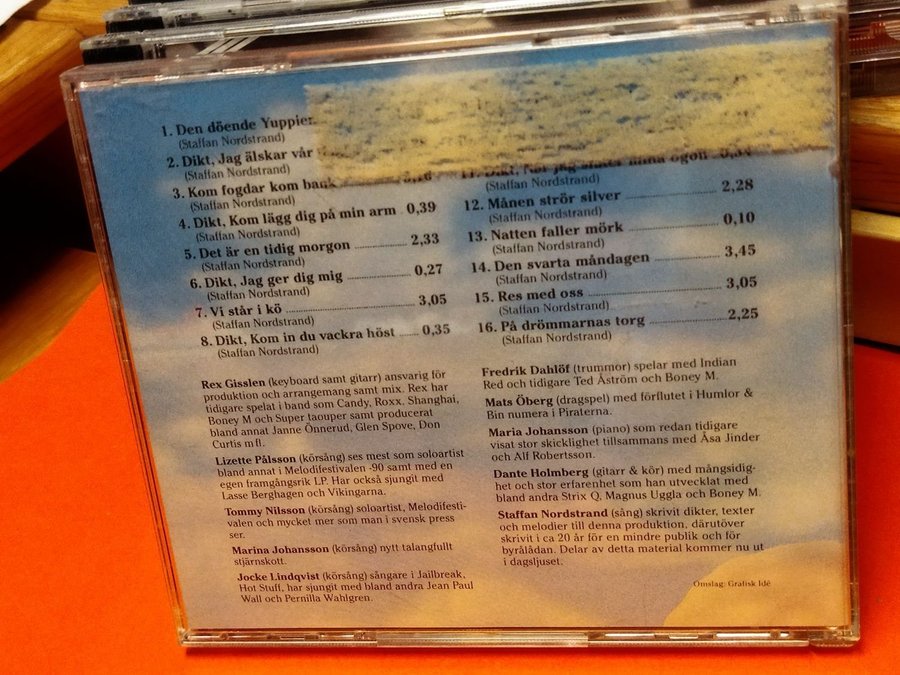 1. Den döende Yuppien
(Staffan Nordstrand)
2. Dikt, Jag älskar vår
(Staffan Nordstrand)
3. Kom fogdar kom bank
(Staffan Nordstrand)
4. Dikt, Kom lägg dig på min arm 0,39
(Staffan Nordstrand)
5. Det är en tidig morgon 2,33
(Staffan Nordstrand)
6. Dikt, Jag ger dig mig 0,27
(Staffan Nordstrand)
7. Vi står i kö 3,05
(Staffan Nordstrand)
8. Dikt, Kom in du vackra höst 0,35
(Staffan Nordstrand)
11. Dikt, När jag
(Staffan Nordstrand)
12. Månen strör silver 2,28
(Staffan Nordstrand)
13. Natten faller mörk 0,10
(Staffan Nordstrand)
14. Den svarta måndagen 3,45
(Staffan Nordstrand)
15. Res med oss 3,05
(Staffan Nordstrand)
16. På drömmarnas torg 2,25
(Staffan Nordstrand)
Rex Gisslen (keyboard samt gitarr) ansvarig för
produktion och arrangemang samt mix. Rex har
tidigare spelat i band som Candy, Roxx, Shanghai,
Boney M och Super taouper samt producerat
bland annat Janne Önnerud, Glen Spove, Don
Curtis m fl.
Lizette Pålsson (körsång) ses mest som soloartist
bland annat i Melodifestivalen -90 samt med en
egen framgångsrik LP. Har också sjungit med
Lasse Berghagen och Vikingarna.
Tommy Nilsson (körsång) soloartist, Melodifesti-
valen och mycket mer som man i svensk press
ser.
Marina Johansson (körsång) nytt talangfullt
stjärnskott.
Jocke Lindqvist (körsång) sångare i Jailbreak,
Hot Stuff, har sjungit med bland andra Jean Paul
Wall och Pernilla Wahlgren.
Fredrik Dahlöf (trummor) spelar med Indian
Red och tidigare Ted Åström och Boney M.
Mats Öberg (dragspel) med förflutet i Humlor &
Bin numera i Piraterna.
Maria Johansson (piano) som redan tidigare
visat stor skicklighet tillsammans med Åsa Jinder
och Alf Robertsson.
Dante Holmberg (gitarr & kör) med mångsidig-
het och stor erfarenhet som han utvecklat med
bland andra Strix Q, Magnus Uggla och Boney M.
Staffan Nordstrand (sång) skrivit dikter, texter
och melodier till denna produktion, därutöver
skrivit i ca 20 år för en mindre publik och för
byrålådan. Delar av detta material kommer nu ut
i dagsljuset.
Omslag: Grafisk Idé